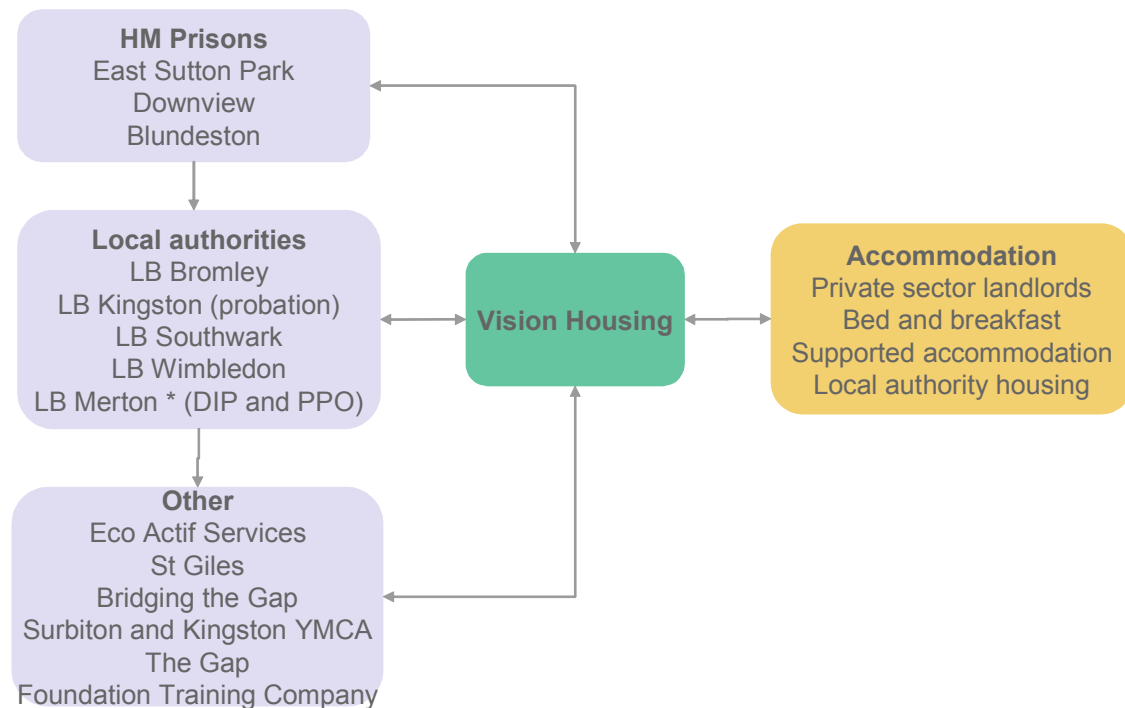 HM Prisons
East Sutton Park
Downview
Blundeston
Local authorities
LB Bromley
LB Kingston (probation)
LB Southwark
LB Wimbledon
LB Merton * (DIP and PPO)
Other
Eco Actif Services
St Giles
Bridging the Gap
Surbiton and Kingston YMCA
The Gap
Foundation Training Company
Vision Housing
Accommodation
Private sector landlords
Bed and breakfast
Supported accommodation
Local authority housing